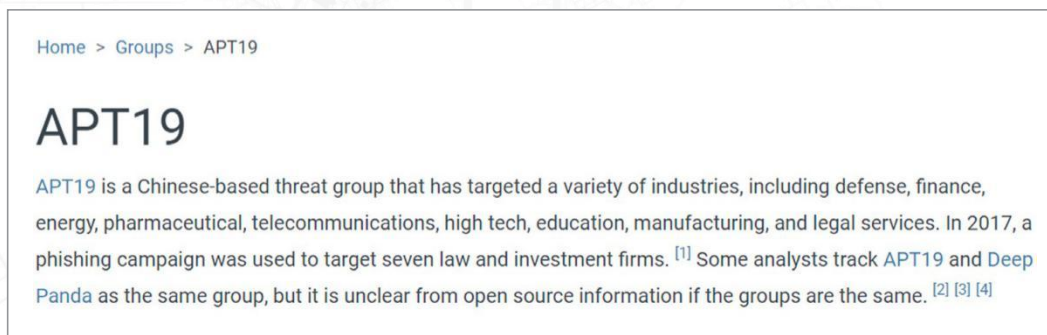 Home > Groups > APT19
APT19
APT19 is a Chinese-based threat group that has targeted a variety of industries, including defense, finance,
energy, pharmaceutical, telecommunications, high tech, education, manufacturing, and legal services. In 2017, a
phishing campaign was used to target seven law and investment firms. [1] Some analysts track APT19 and Deep
Panda as the same group, but it is unclear from open source information if the groups are the same. [2] [3] [4]